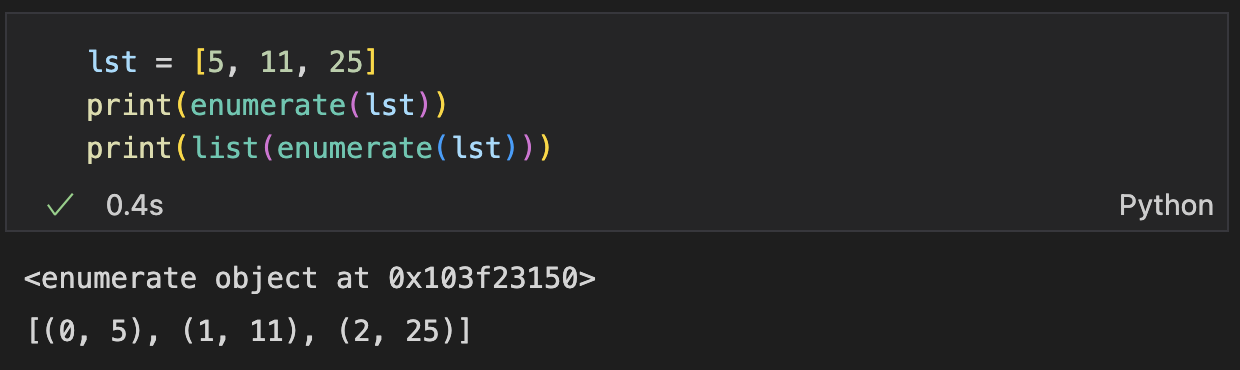 lst = [5, 11, 25]
print(enumerate(lst))
print(list(enumerate(lst)))
0.4s
Python
<enumerate object at 0x103f23150>
[(0, 5), (1, 11), (2, 25)]